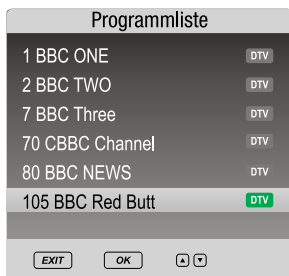 Programmliste
1 BBC ONE DTV
2 BBC TWO DTV
7 BBC Three DTV
70 CBBC Channel DTV
80 BBC NEWS DTV
105 BBC Red Butt DTV
EXIT OK